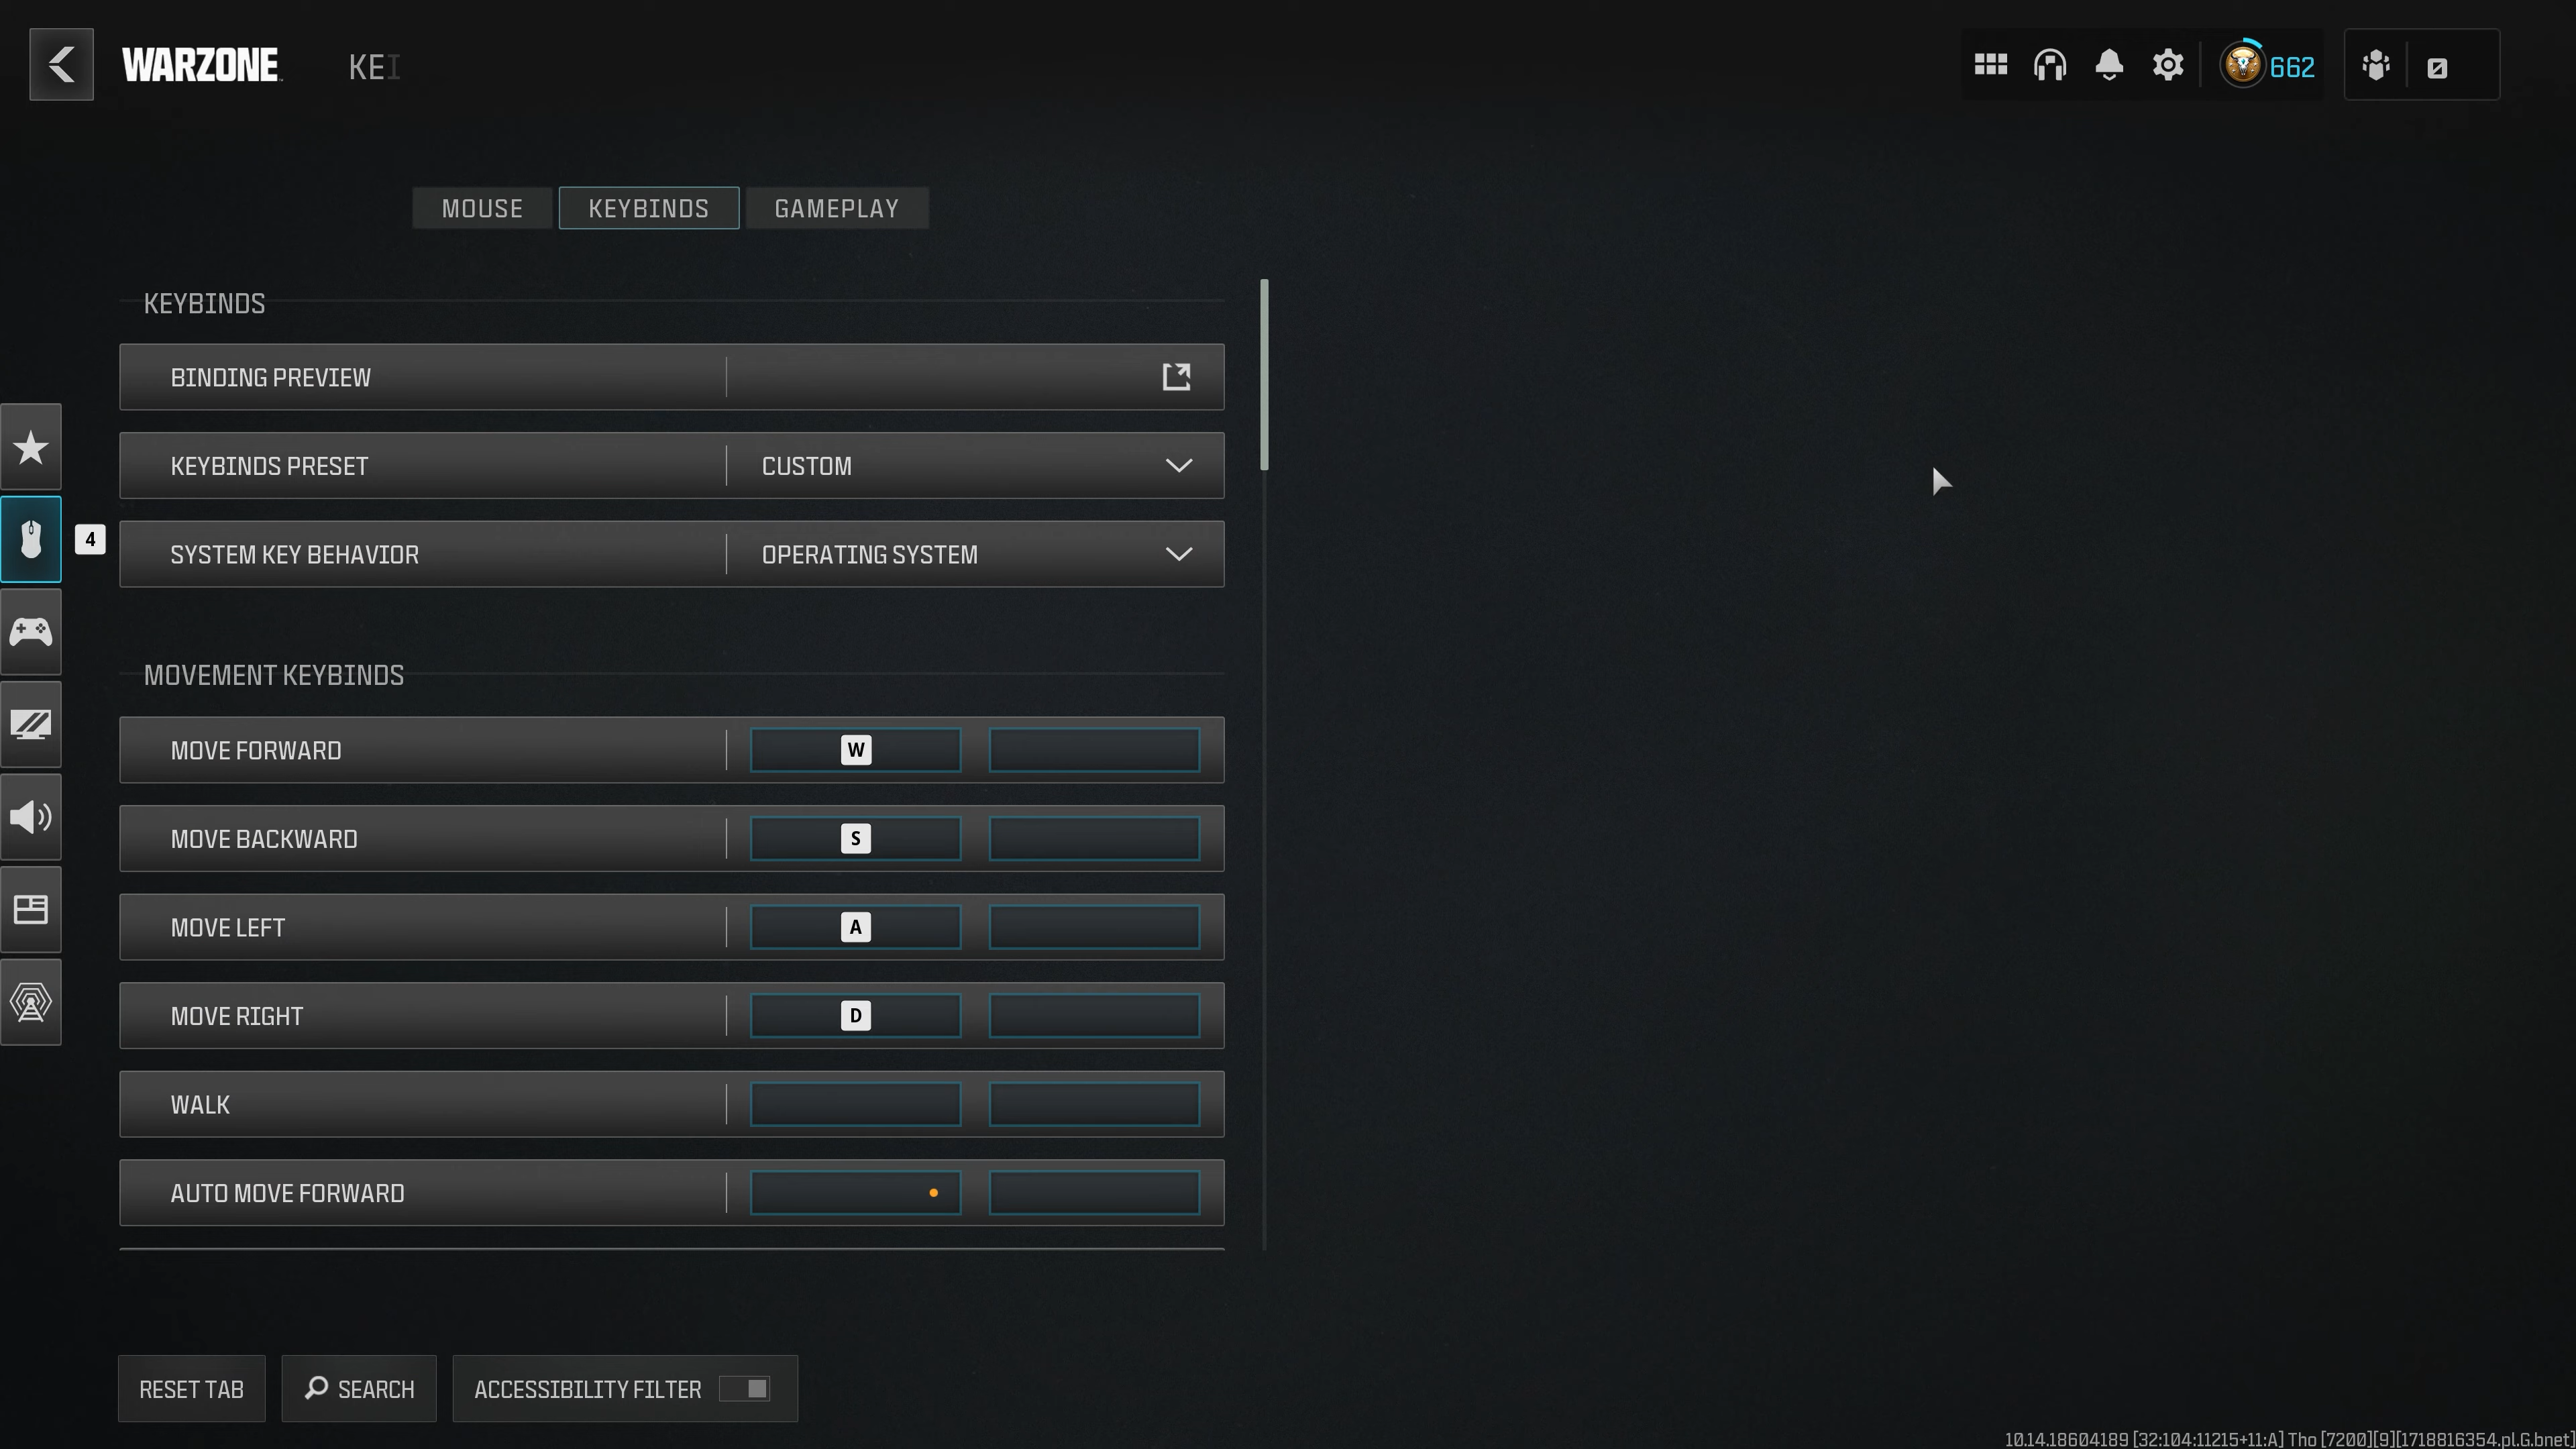 WARZONE
KEI
662
0
MOUSE
KEYBINDS
GAMEPLAY
KEYBINDS
BINDING PREVIEW
KEYBINDS PRESET
CUSTOM
4
SYSTEM KEY BEHAVIOR
OPERATING SYSTEM
MOVEMENT KEYBINDS
MOVE FORWARD
W
MOVE BACKWARD
S
MOVE LEFT
A
MOVE RIGHT
D
WALK
AUTO MOVE FORWARD
RESET TAB
SEARCH
ACCESSIBILITY FILTER
10.14.18604189 [32:104:11215+11:A] Tho [7200][9][1718816354.pl.G.bnet]